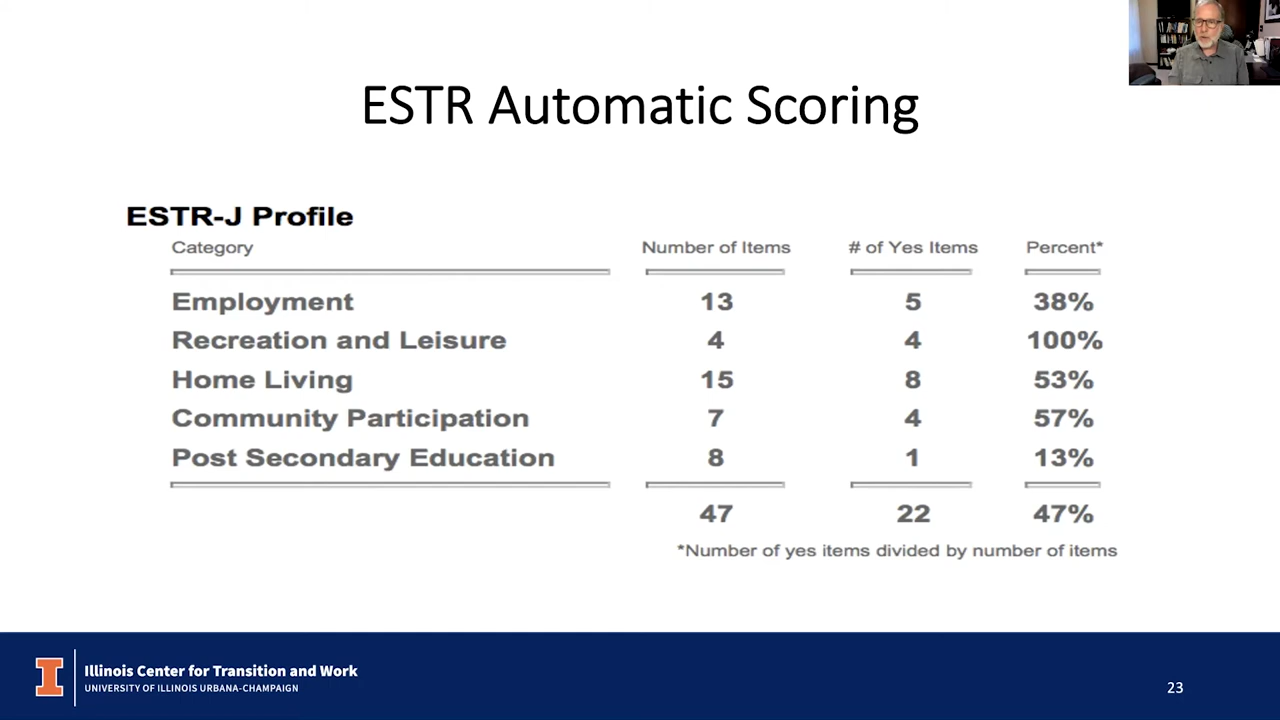 ESTR Automatic Scoring
ESTR-J Profile
Category Number of Items # of Yes Items Percent*
Employment 13 5 38%
Recreation and Leisure 4 4 100%
Home Living 15 8 53%
Community Participation 7 4 57%
Post Secondary Education 8 1 13%
47 22 47%
*Number of yes items divided by number of items
I
Illinois Center for Transition and Work
UNIVERSITY OF ILLINOIS URBANA-CHAMPAIGN
23